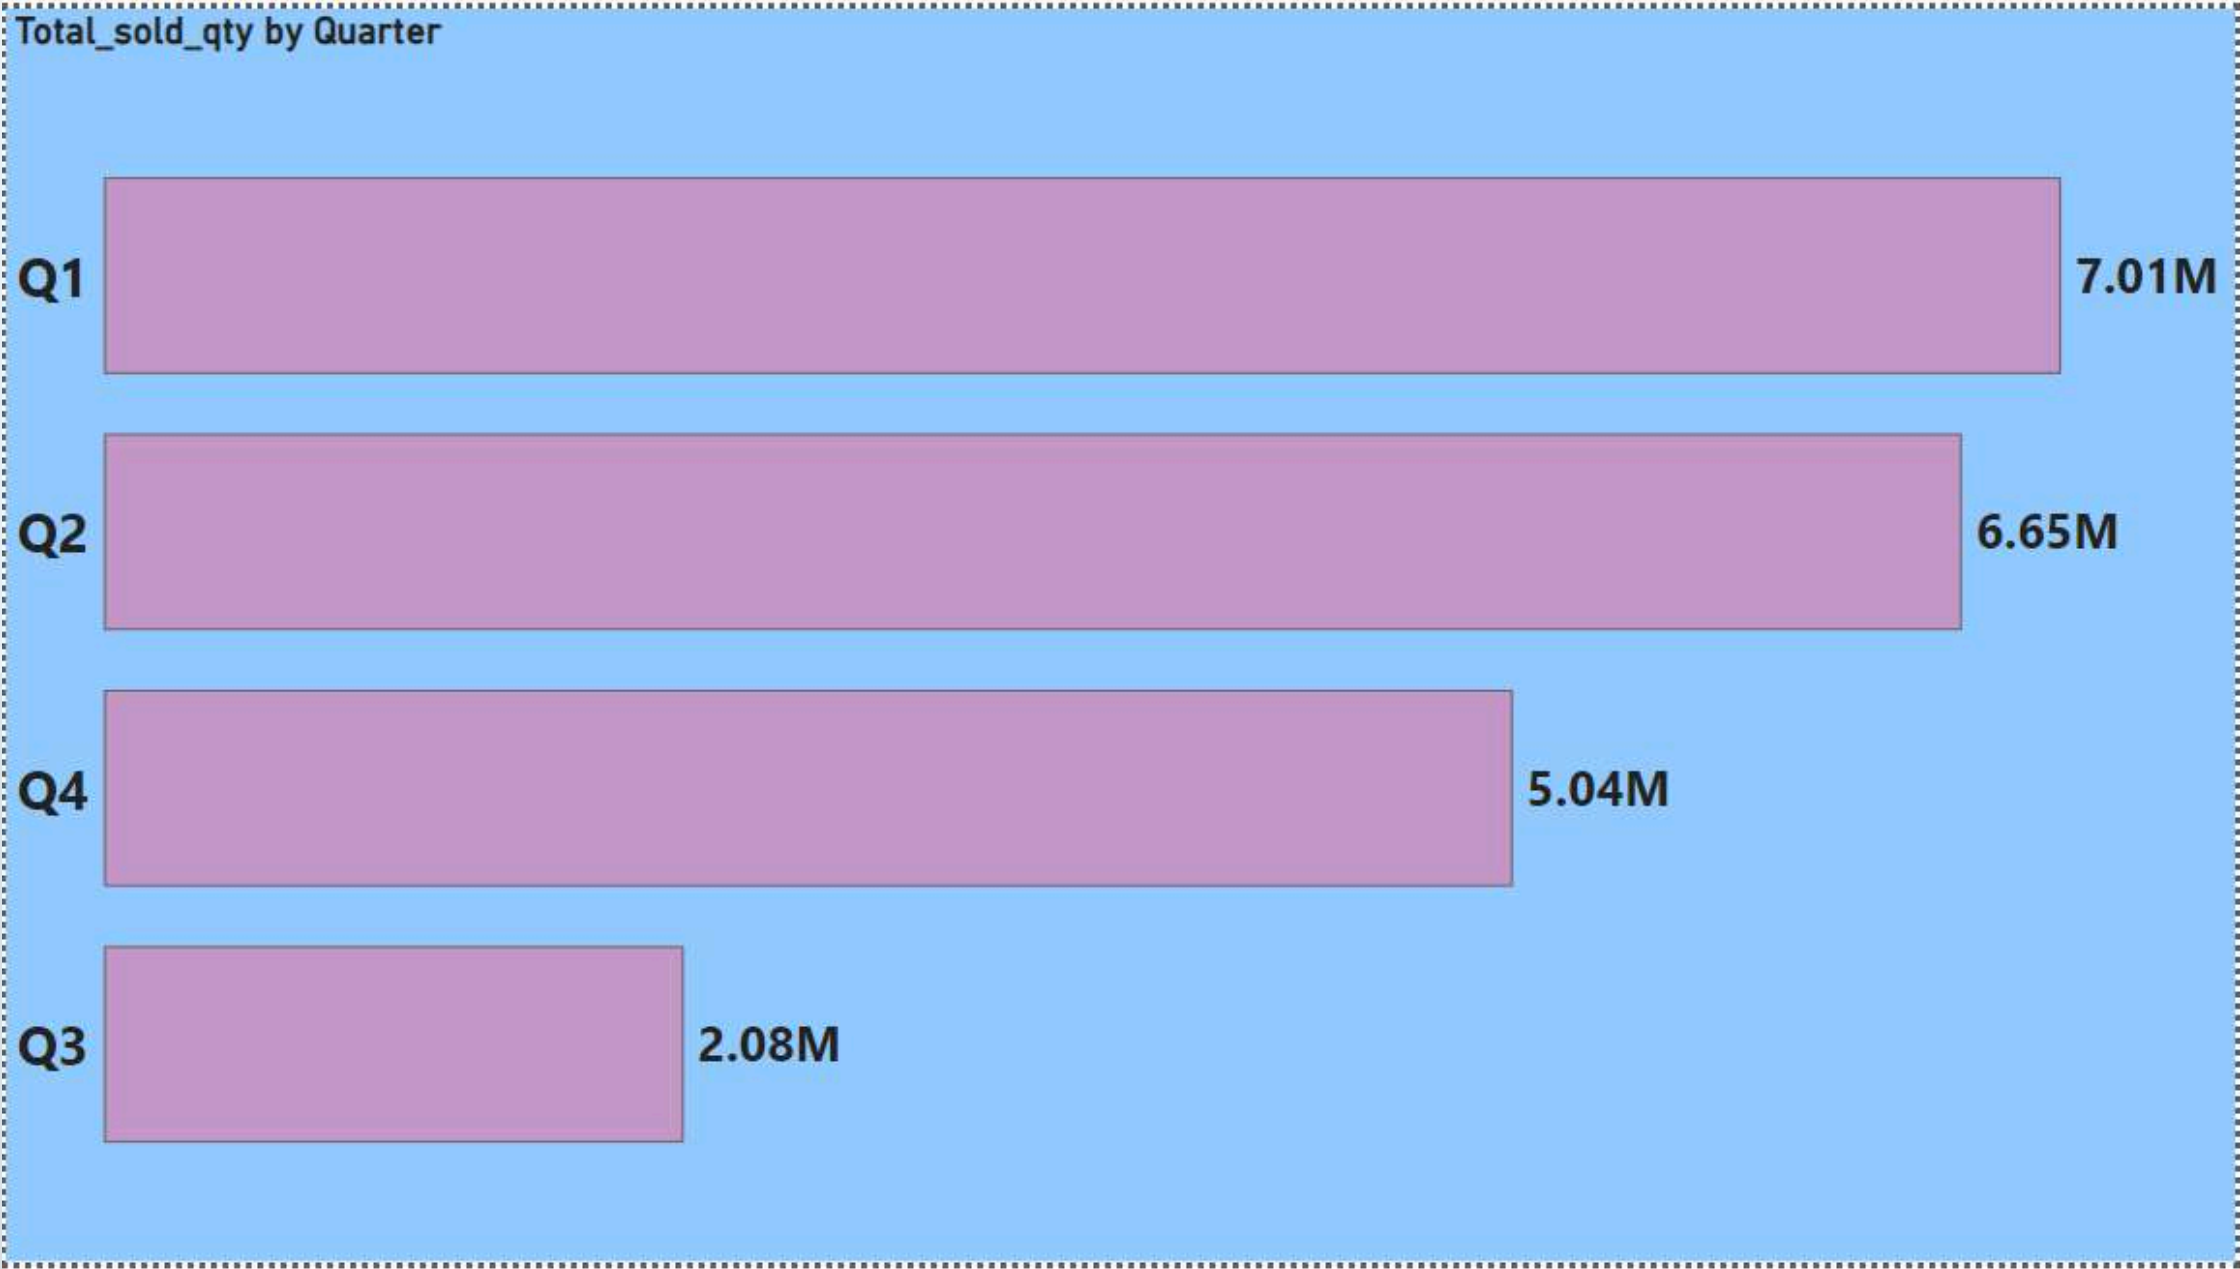 Total_sold_qty by Quarter
Q1 7.01M
Q2 6.65M
Q4 5.04M
Q3 2.08M